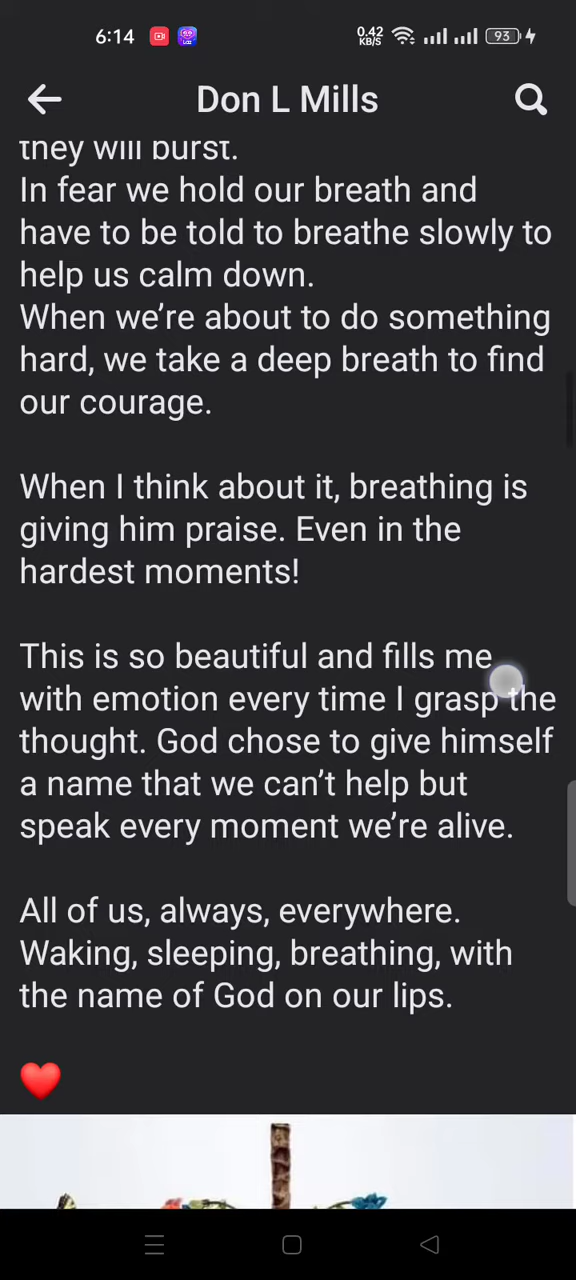 6:14
0.42
KB/S
93
Don L Mills
they will burst.
In fear we hold our breath and
have to be told to breathe slowly to
help us calm down.
When we’re about to do something
hard, we take a deep breath to find
our courage.
When I think about it, breathing is
giving him praise. Even in the
hardest moments!
This is so beautiful and fills me
with emotion every time I grasp the
thought. God chose to give himself
a name that we can’t help but
speak every moment we’re alive.
All of us, always, everywhere.
Waking, sleeping, breathing, with
the name of God on our lips.